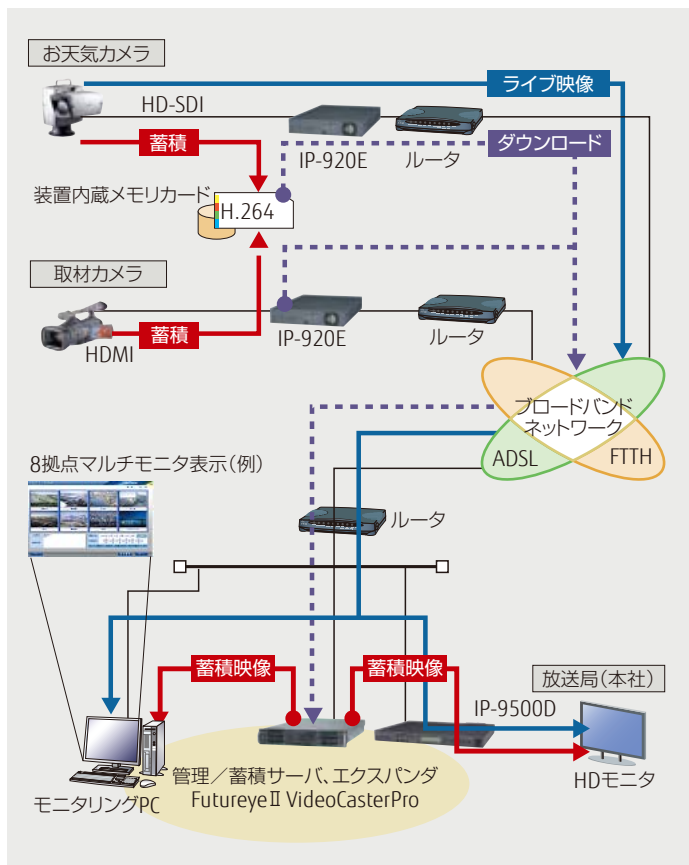 お天気カメラ
ライブ映像
HD-SDI
蓄積
IP-920E
ルータ
ダウンロード
装置内蔵メモリカード
H.264
取材カメラ
蓄積
HDMI
IP-920E
ルータ
ブロードバンド
ネットワーク
ADSL
FTTH
8拠点マルチモニタ表示(例)
ルータ
蓄積映像
蓄積映像
放送局(本社)
IP-9500D
管理/蓄積サーバ、エクスパンダ
FutureyeⅡ VideoCasterPro
モニタリングPC
HDモニタ